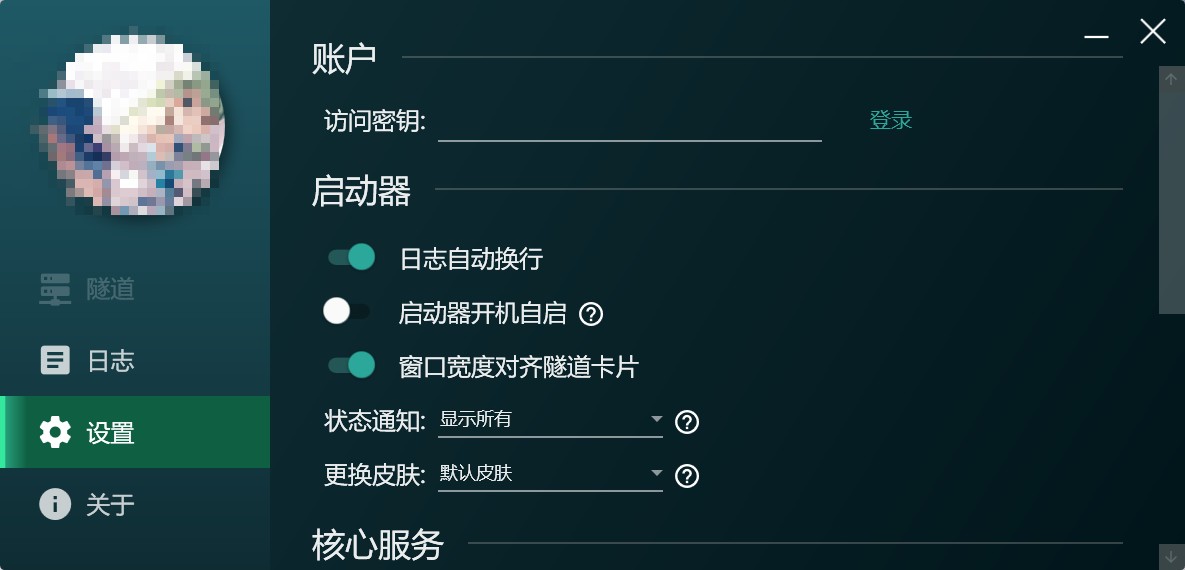 隧道
日志
设置
关于
账户
访问密钥: 登录
启动器
日志自动换行
启动器开机自启
窗口宽度对齐隧道卡片
状态通知: 显示所有
更换皮肤: 默认皮肤
核心服务